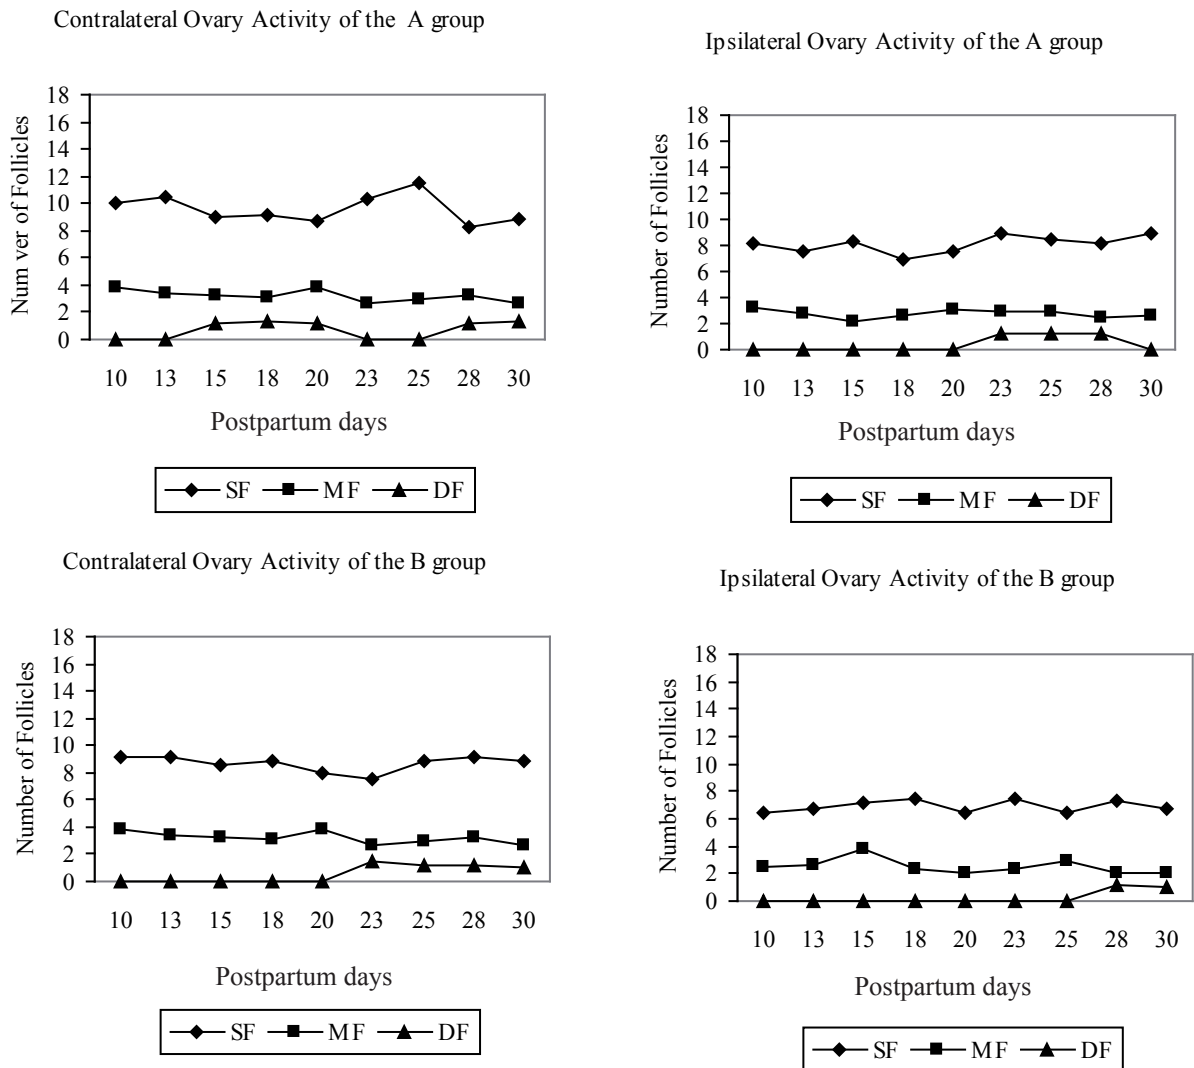 Contralateral Ovary Activity of the A group
Num ver of Follicles
18
16
14
12
10
8
6
4
2
0
10 13 15 18 20 23 25 28 30
Postpartum days
SF MF DF
Ipsilateral Ovary Activity of the A group
Number of Follicles
18
16
14
12
10
8
6
4
2
0
10 13 15 18 20 23 25 28 30
Postpartum days
SF MF DF
Contralateral Ovary Activity of the B group
Number of Follicles
18
16
14
12
10
8
6
4
2
0
10 13 15 18 20 23 25 28 30
Postpartum days
SF MF DF
Ipsilateral Ovary Activity of the B group
Number of Follicles
18
16
14
12
10
8
6
4
2
0
10 13 15 18 20 23 25 28 30
Postpartum days
SF MF DF